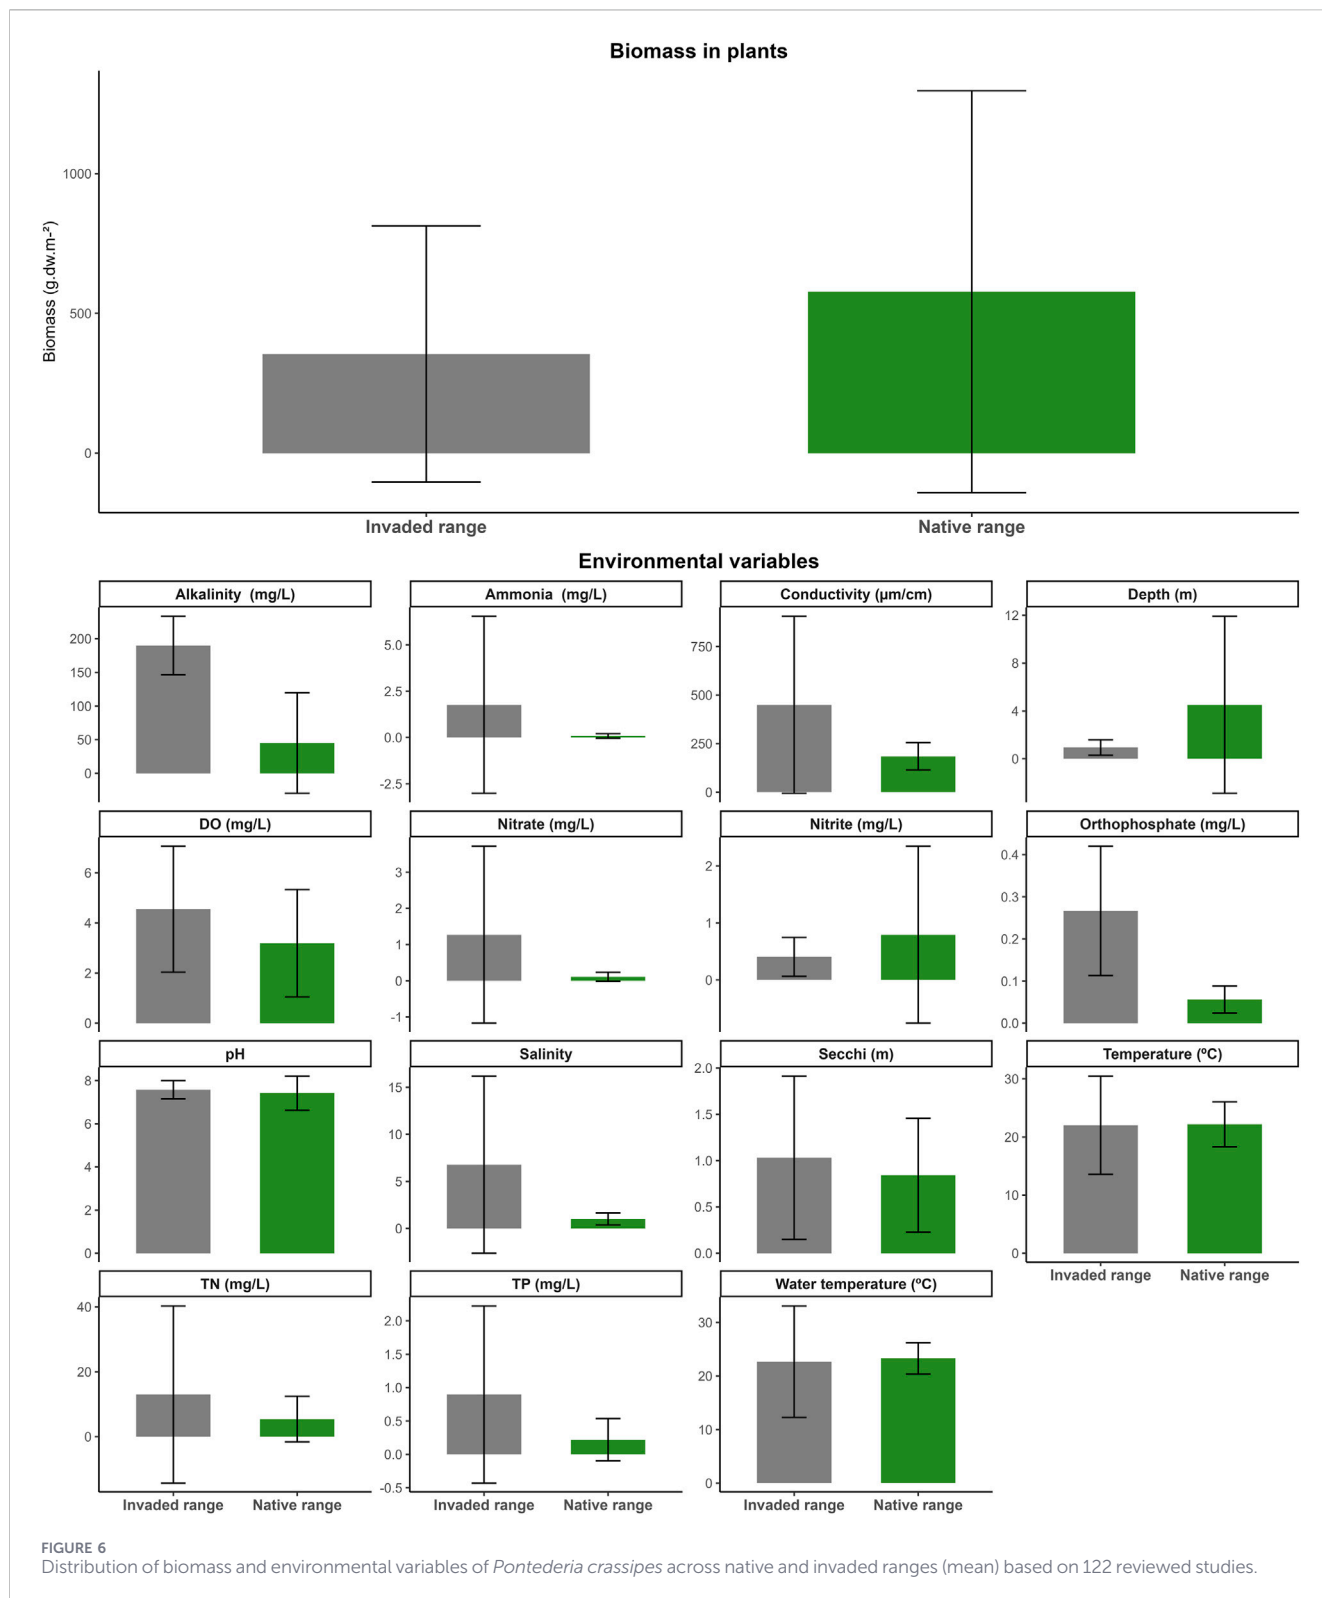 Biomass in plants
1000
500
0
Biomass (g.dw.m-²)
Invaded range
Native range
Environmental variables
Alkalinity (mg/L)
200
150
100
50
0
Ammonia (mg/L)
5.0
2.5
0.0
-2.5
Conductivity (µm/cm)
750
500
250
0
Depth (m)
12
8
4
0
DO (mg/L)
6
4
2
0
Nitrate (mg/L)
3
2
1
0
-1
Nitrite (mg/L)
2
1
0
Orthophosphate (mg/L)
0.4
0.3
0.2
0.1
0.0
pH
8
6
4
2
0
Salinity
15
10
5
0
Secchi (m)
2.0
1.5
1.0
0.5
0.0
Temperature (ºC)
30
20
10
0
Invaded range
Native range
TN (mg/L)
40
20
0
Invaded range
Native range
TP (mg/L)
2.0
1.5
1.0
0.5
0.0
-0.5
Invaded range
Native range
Water temperature (ºC)
30
20
10
0
Invaded range
Native range
FIGURE 6
Distribution of biomass and environmental variables of Pontederia crassipes across native and invaded ranges (mean) based on 122 reviewed studies.